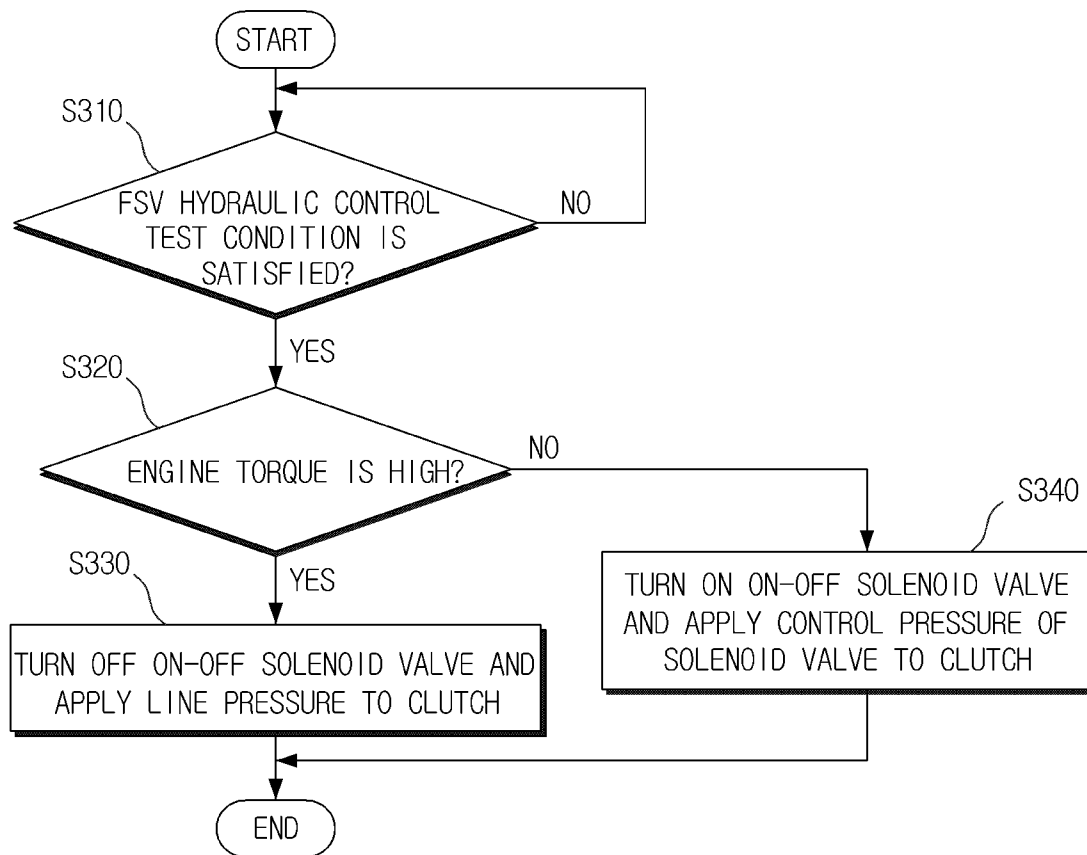 START
S310
FSV HYDRAULIC CONTROL
TEST CONDITION IS
SATISFIED?
NO
YES
S320
ENGINE TORQUE IS HIGH?
NO
YES
S330
TURN OFF ON-OFF SOLENOID VALVE AND
APPLY LINE PRESSURE TO CLUTCH
S340
TURN ON ON-OFF SOLENOID VALVE
AND APPLY CONTROL PRESSURE OF
SOLENOID VALVE TO CLUTCH
END